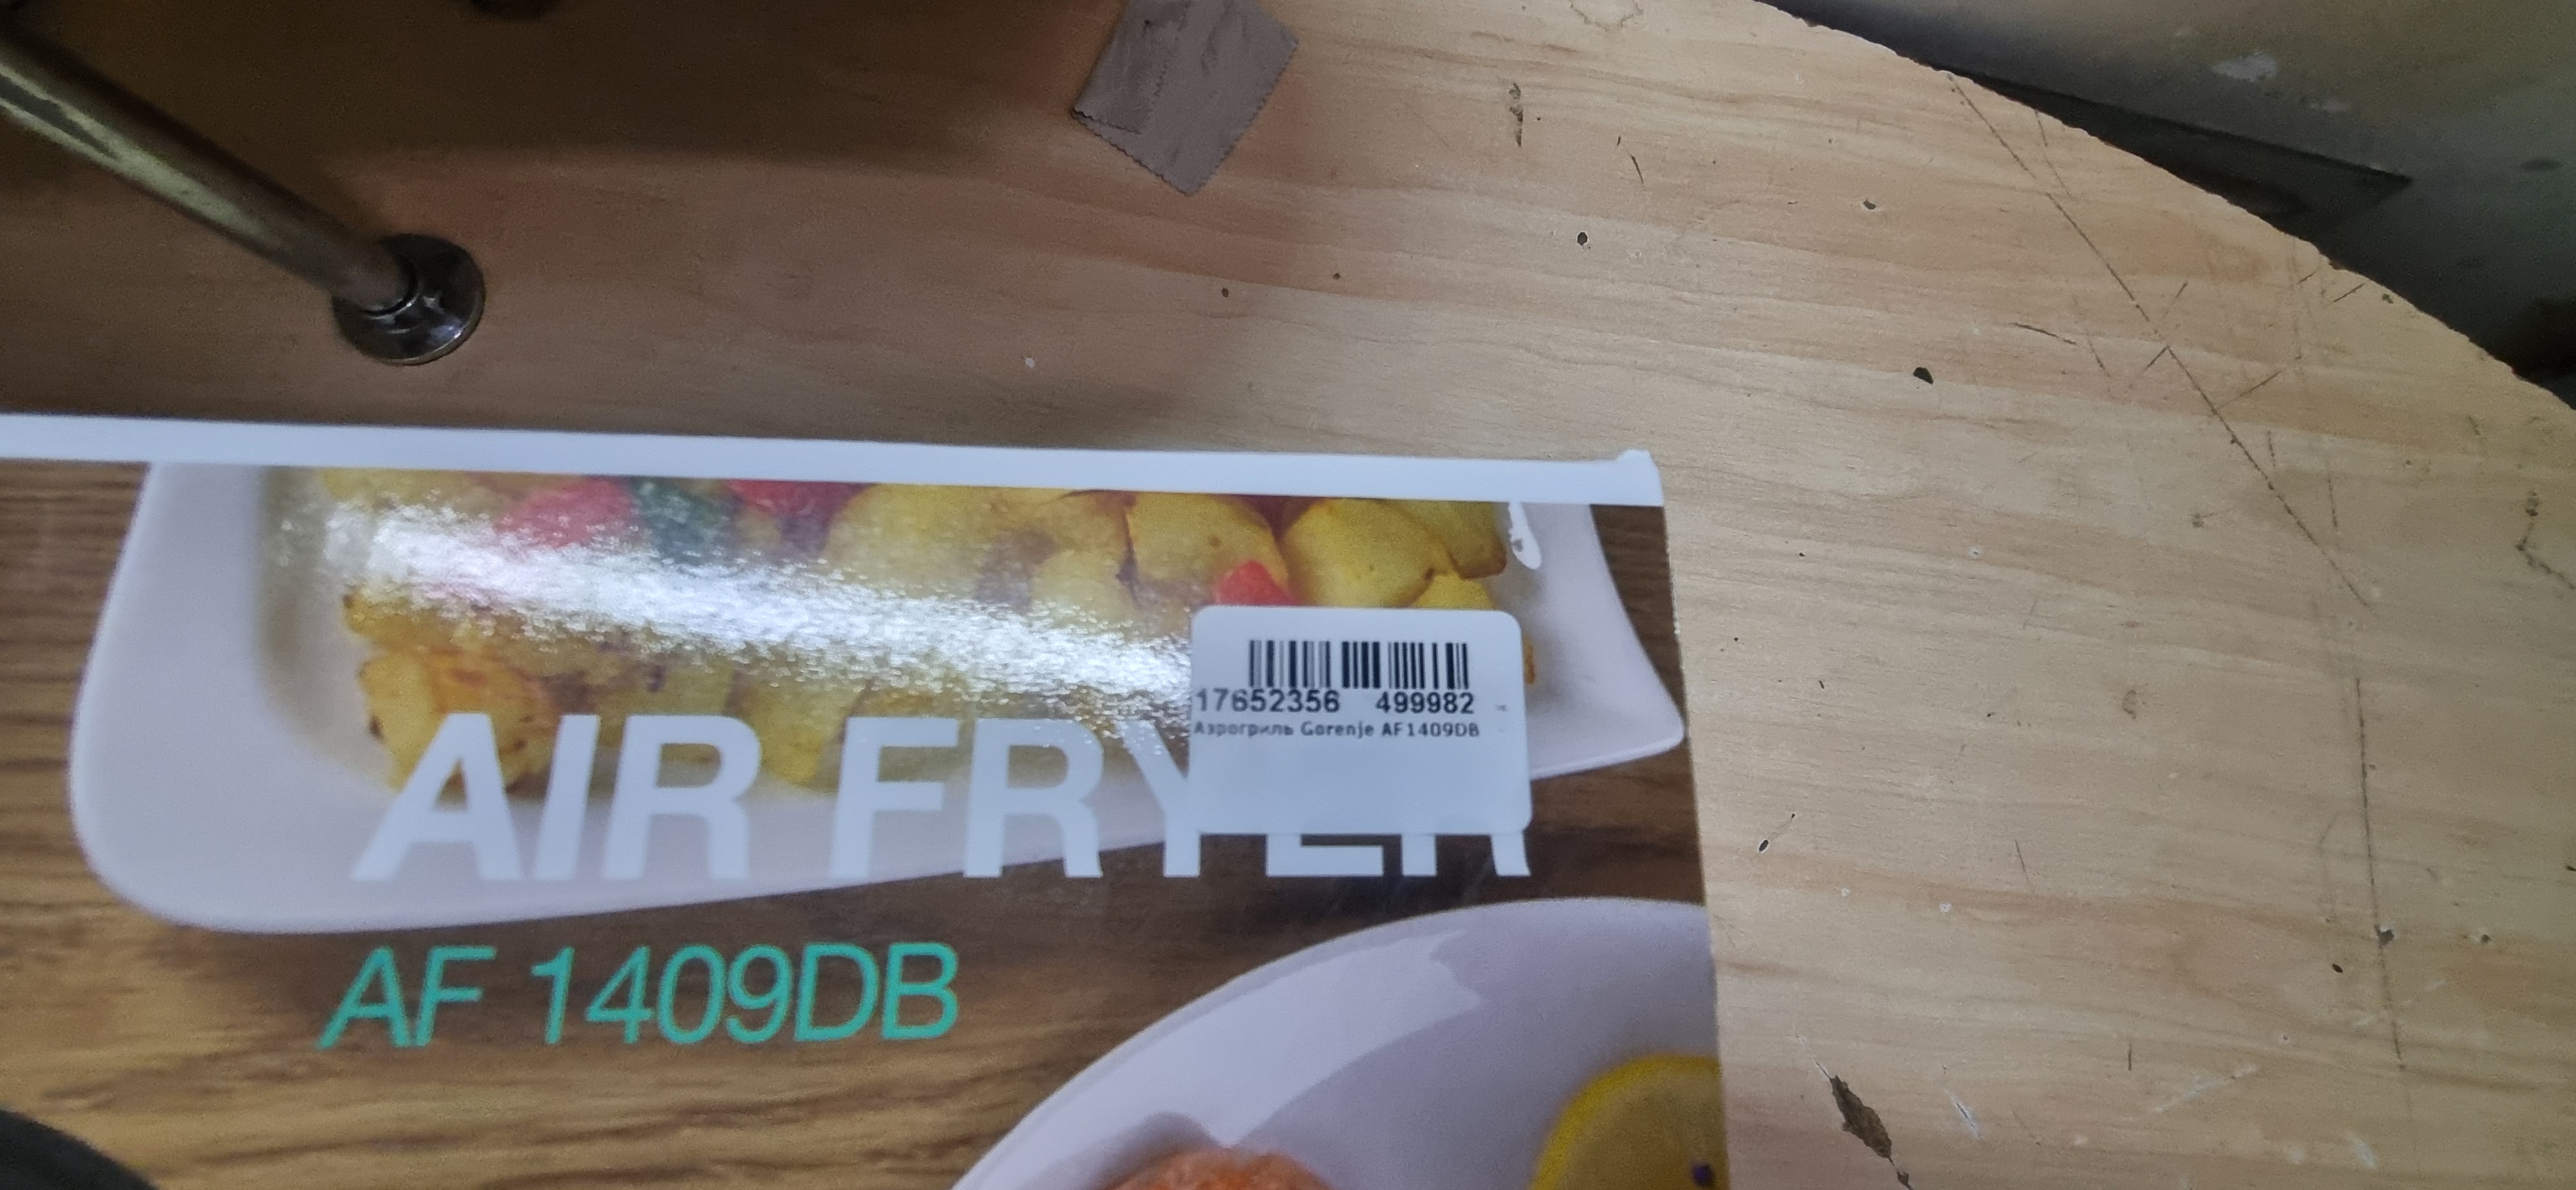 17652356 499982
Аэрогриль Gorenje AF1409DB
AIR FRYER
AF 1409DB